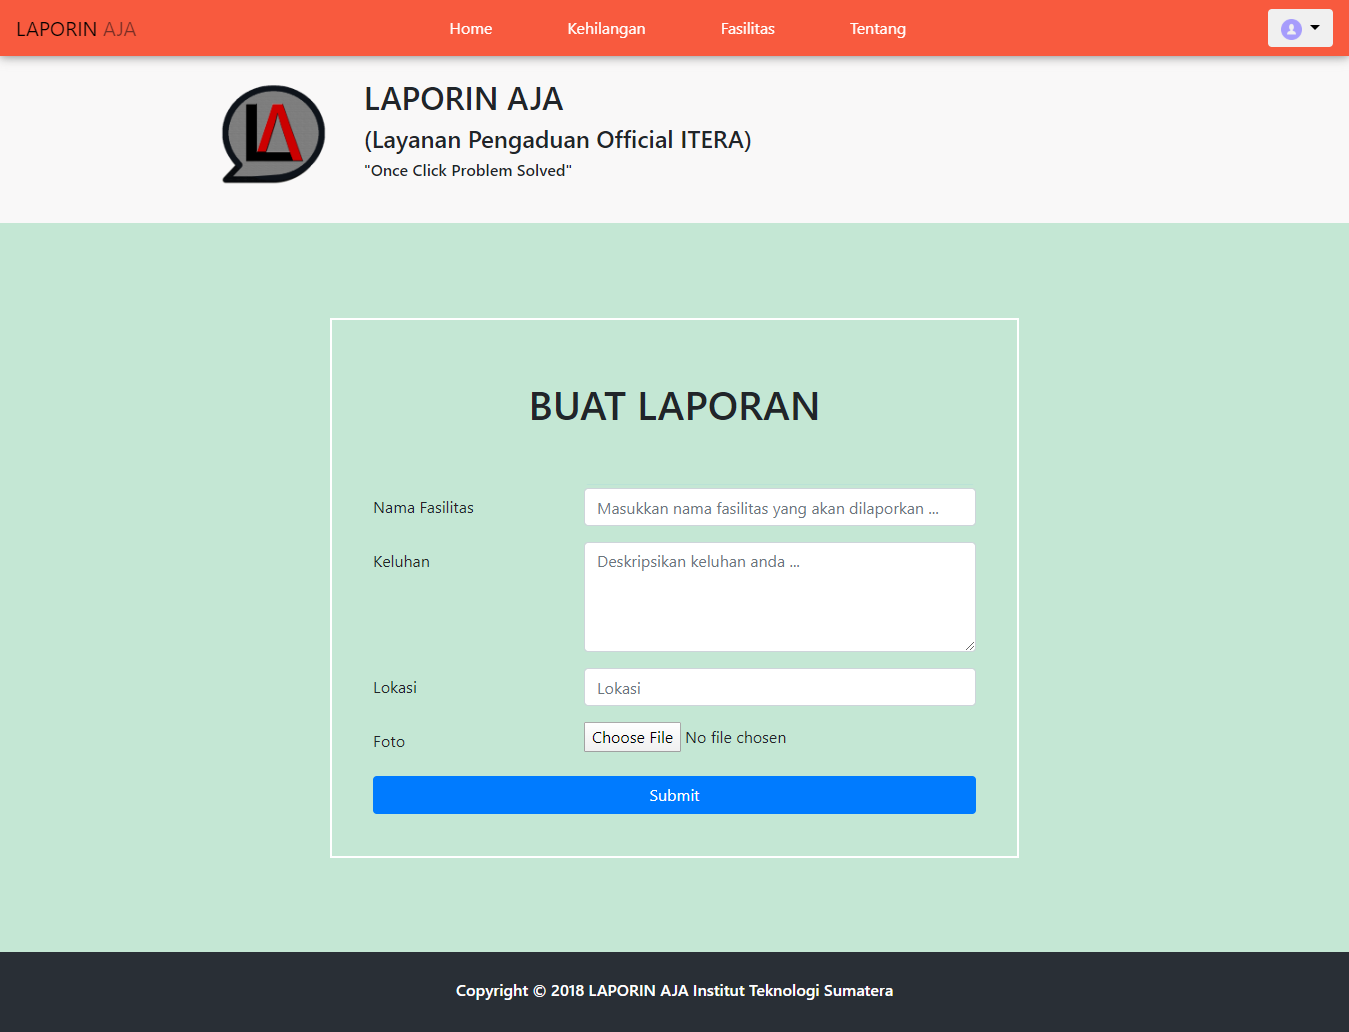 LAPORIN AJA
Home
Kehilangan
Fasilitas
Tentang
LA
LAPORIN AJA
(Layanan Pengaduan Official ITERA)
"Once Click Problem Solved"
BUAT LAPORAN
Nama Fasilitas
Masukkan nama fasilitas yang akan dilaporkan ...
Keluhan
Deskripsikan keluhan anda ...
Lokasi
Lokasi
Foto
Choose File No file chosen
Submit
Copyright © 2018 LAPORIN AJA Institut Teknologi Sumatera